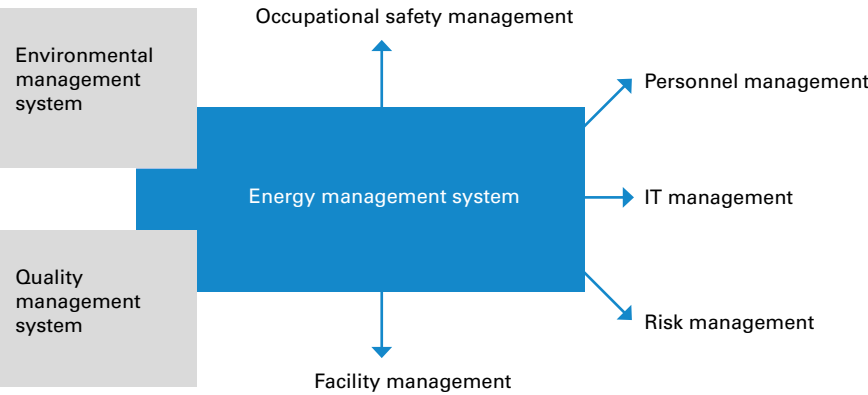 Occupational safety management
Environmental
management
system
Personnel management
Energy management system
IT management
Quality
management
system
Risk management
Facility management